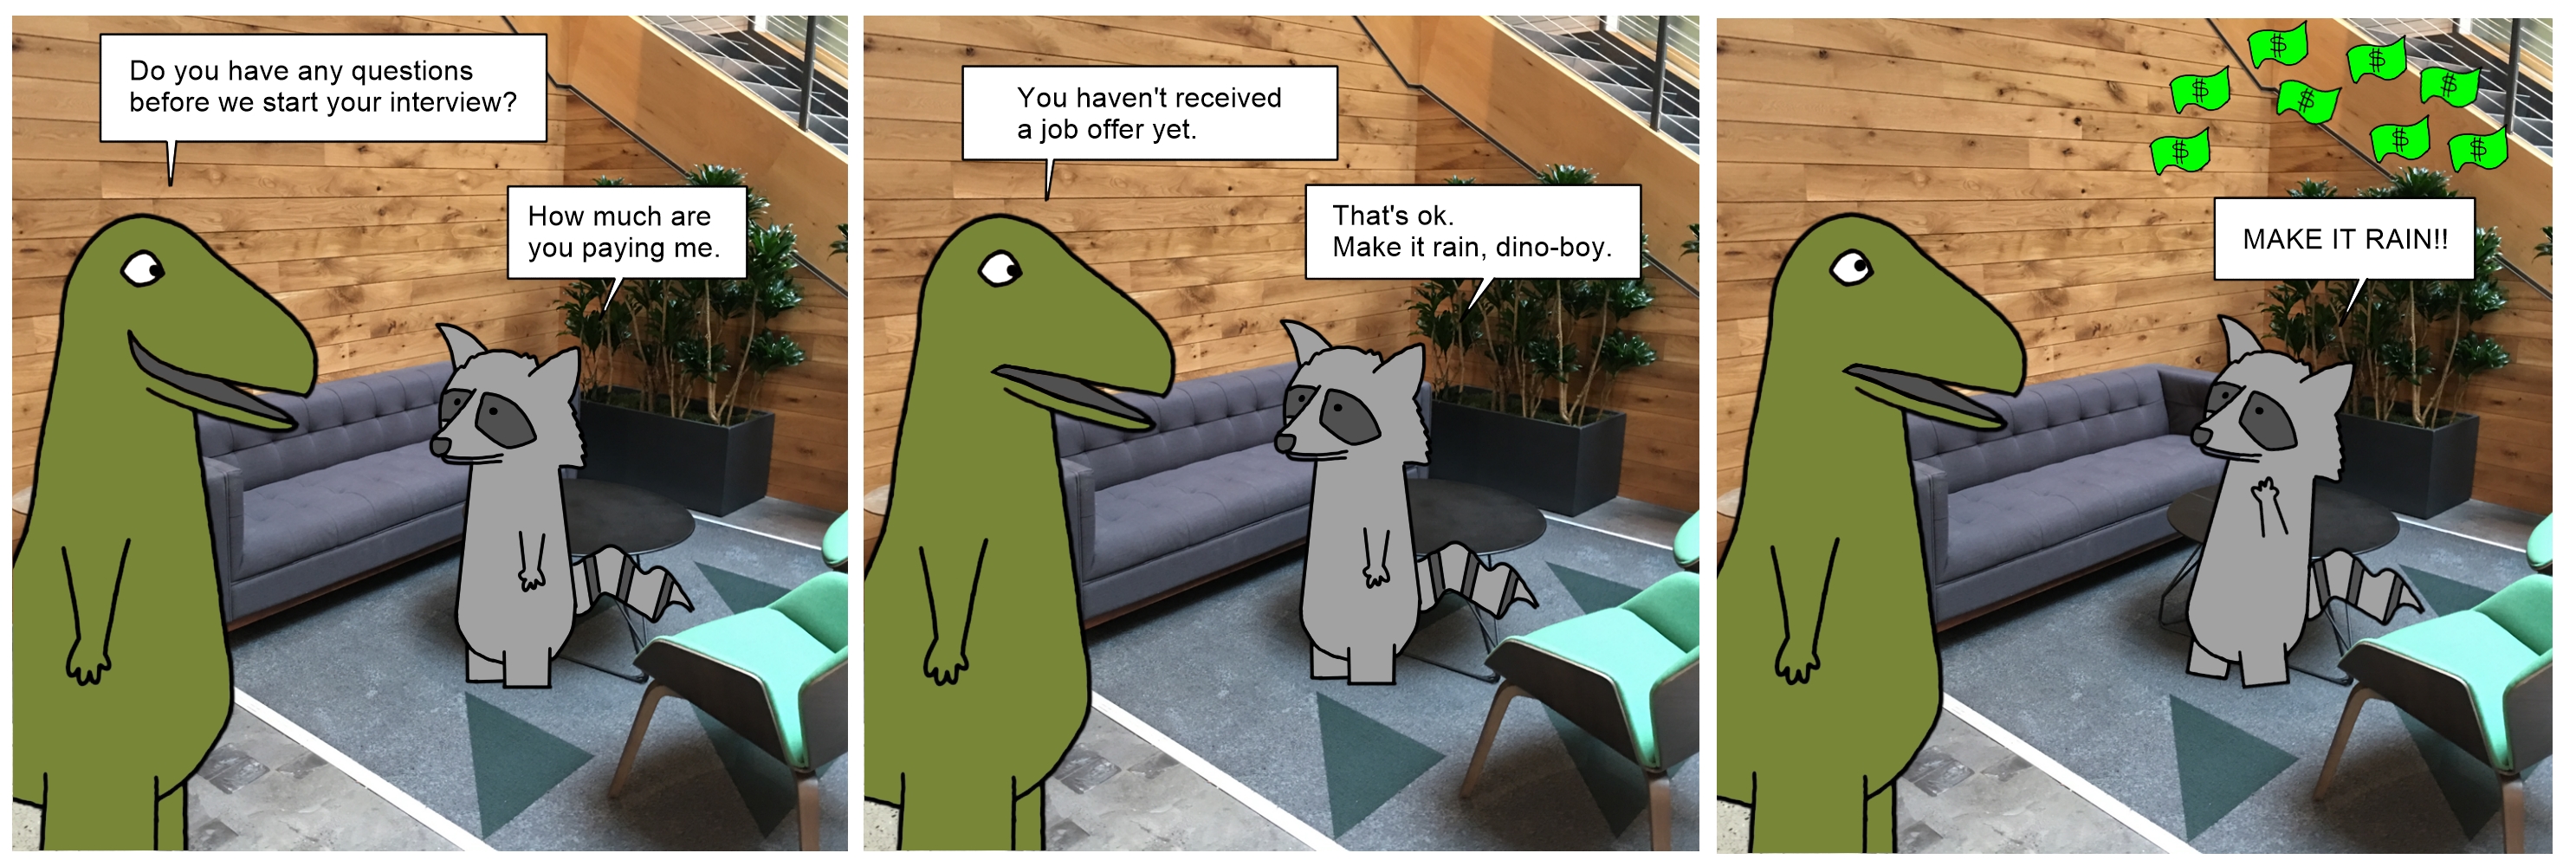 Do you have any questions
before we start your interview?
How much are
you paying me.
You haven't received
a job offer yet.
That's ok.
Make it rain, dino-boy.
$
$
$
$
$
$
$
$
MAKE IT RAIN!!